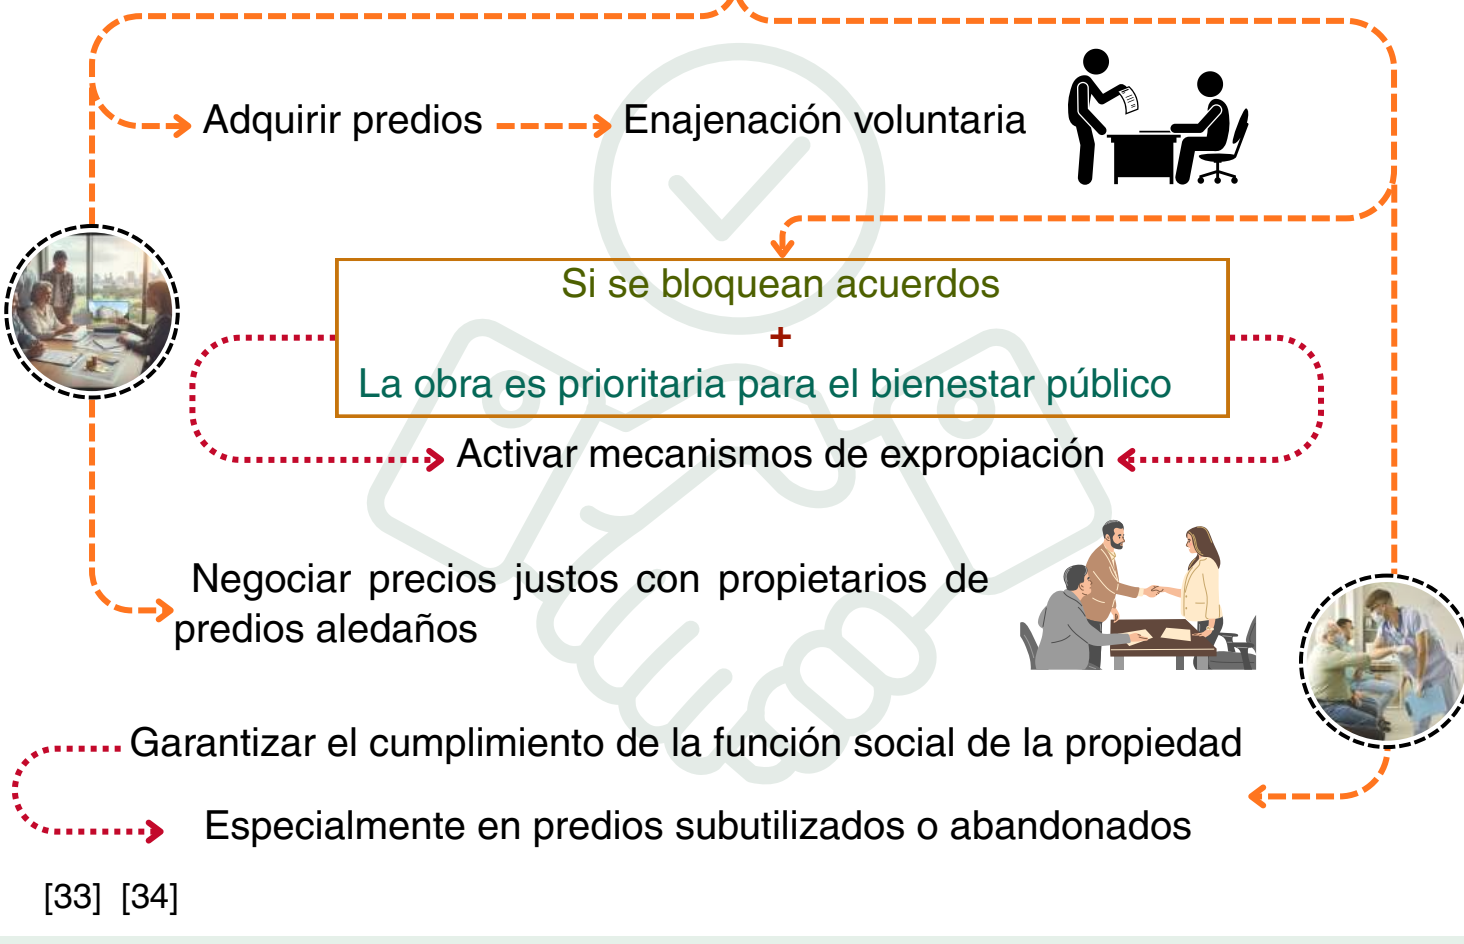 Adquirir predios
Enajenación voluntaria
Si se bloquean acuerdos
+
La obra es prioritaria para el bienestar público
Activar mecanismos de expropiación
Negociar precios justos con propietarios de
predios aledaños
Garantizar el cumplimiento de la función social de la propiedad
Especialmente en predios subutilizados o abandonados
[33] [34]